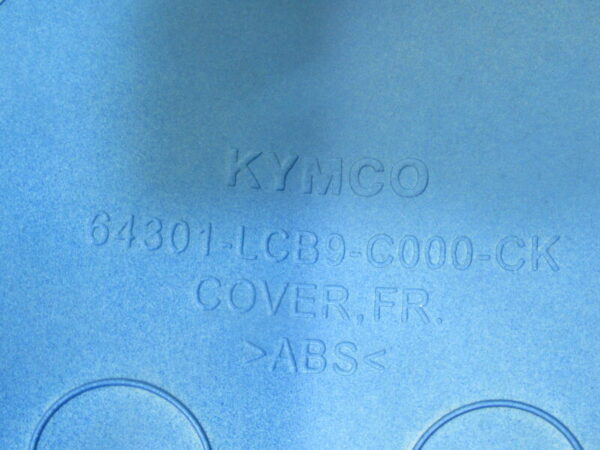 KYMCO
64301-LCB9-C000-CK
COVER, FR.
>ABS<